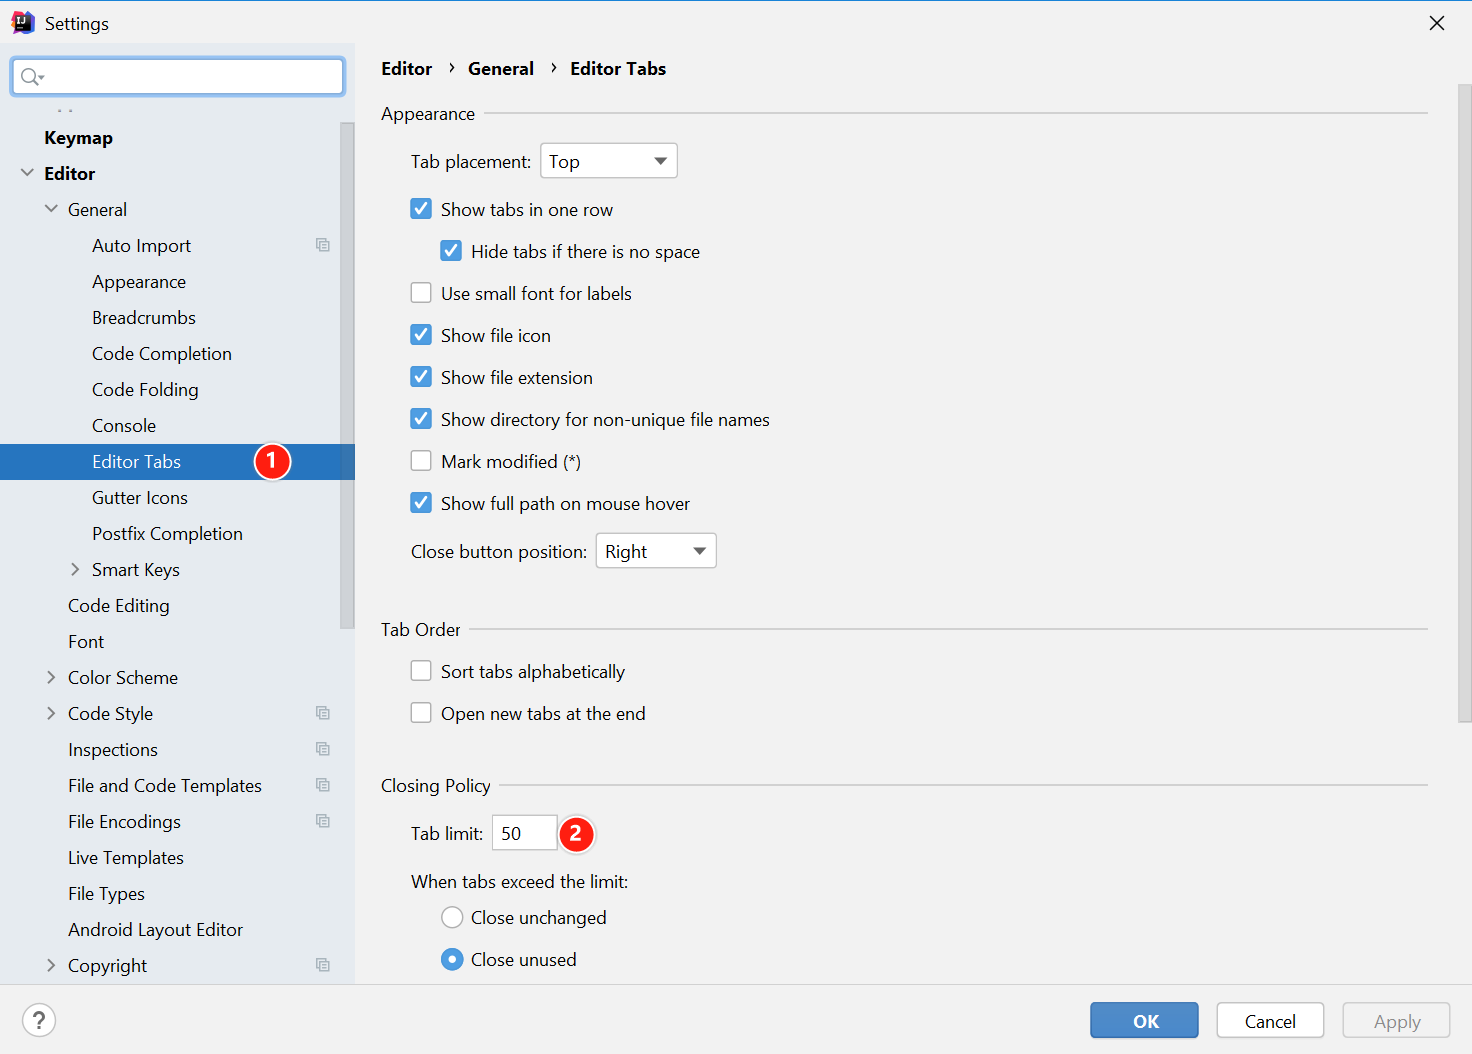 Settings
Keymap
Editor
General
Auto Import
Appearance
Breadcrumbs
Code Completion
Code Folding
Console
Editor Tabs 1
Gutter Icons
Postfix Completion
Smart Keys
Code Editing
Font
Color Scheme
Code Style
Inspections
File and Code Templates
File Encodings
Live Templates
File Types
Android Layout Editor
Copyright
Editor › General › Editor Tabs
Appearance
Tab placement: Top
Show tabs in one row
Hide tabs if there is no space
Use small font for labels
Show file icon
Show file extension
Show directory for non-unique file names
Mark modified (*)
Show full path on mouse hover
Close button position: Right
Tab Order
Sort tabs alphabetically
Open new tabs at the end
Closing Policy
Tab limit: 50 2
When tabs exceed the limit:
Close unchanged
Close unused
? OK Cancel Apply